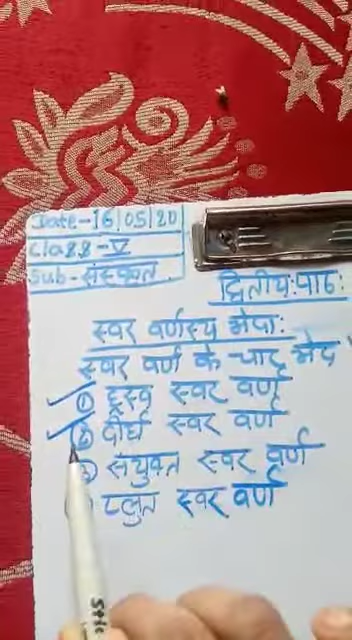 Date-16/05/20
Class-V
Sub-संस्कृत
द्वितीय:पाठ:
स्वर वर्णस्य भेदा:
स्वर वर्ण के चार भेद
① ह्रस्व स्वर वर्ण
② दीर्घ स्वर वर्ण
③ संयुक्त स्वर वर्ण
प्लुत स्वर वर्ण